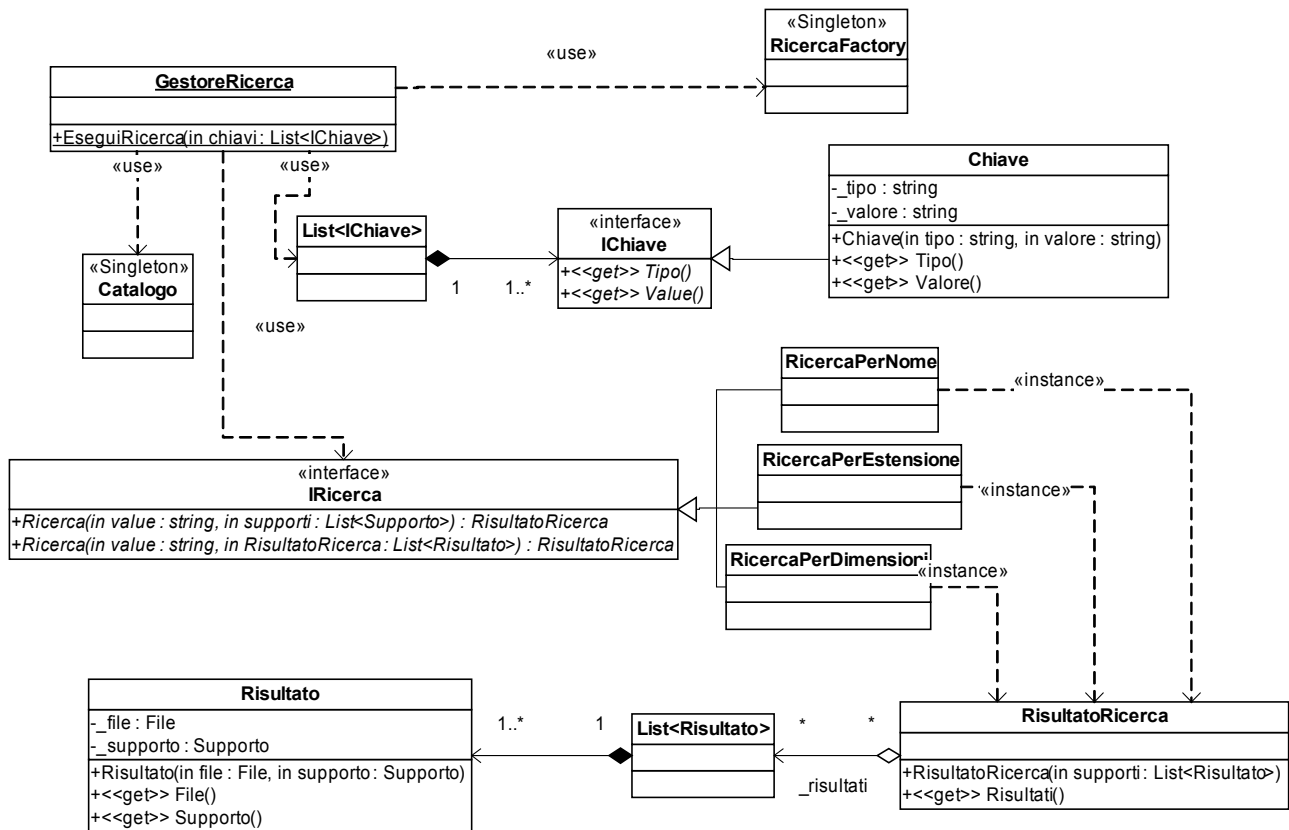 «Singleton»
RicercaFactory
«use»
GestoreRicerca
+EseguiRicerca(in chiavi : List<IChiave>)
«use»
«use»
Chiave
-_tipo : string
-_valore : string
+Chiave(in tipo : string, in valore : string)
+<<get>> Tipo()
+<<get>> Valore()
List<IChiave>
«interface»
IChiave
+<<get>> Tipo()
+<<get>> Value()
1
1..*
«Singleton»
Catalogo
«use»
RicercaPerNome
«instance»
RicercaPerEstensione
«instance»
«interface»
IRicerca
+Ricerca(in value : string, in supporti : List<Supporto>) : RisultatoRicerca
+Ricerca(in value : string, in RisultatoRicerca : List<Risultato>) : RisultatoRicerca
RicercaPerDimensioni
«instance»
Risultato
-_file : File
-_supporto : Supporto
+Risultato(in file : File, in supporto : Supporto)
+<<get>> File()
+<<get>> Supporto()
1..*
1
List<Risultato>
*
*
_risultati
RisultatoRicerca
+RisultatoRicerca(in supporti : List<Risultato>)
+<<get>> Risultati()